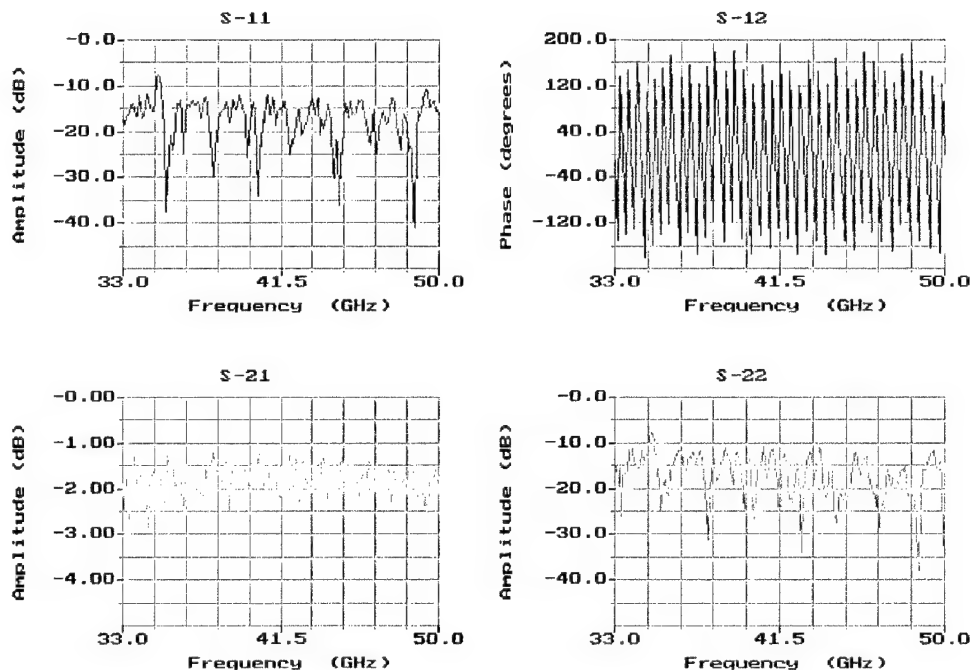 S-11
-0.0
-10.0
-20.0
-30.0
-40.0
Amplitude (dB)
33.0 41.5 50.0
Frequency (GHz)
S-12
200.0
120.0
40.0
-40.0
-120.0
Phase (degrees)
33.0 41.5 50.0
Frequency (GHz)
S-21
-0.00
-1.00
-2.00
-3.00
-4.00
Amplitude (dB)
33.0 41.5 50.0
Frequency (GHz)
S-22
-0.0
-10.0
-20.0
-30.0
-40.0
Amplitude (dB)
33.0 41.5 50.0
Frequency (GHz)